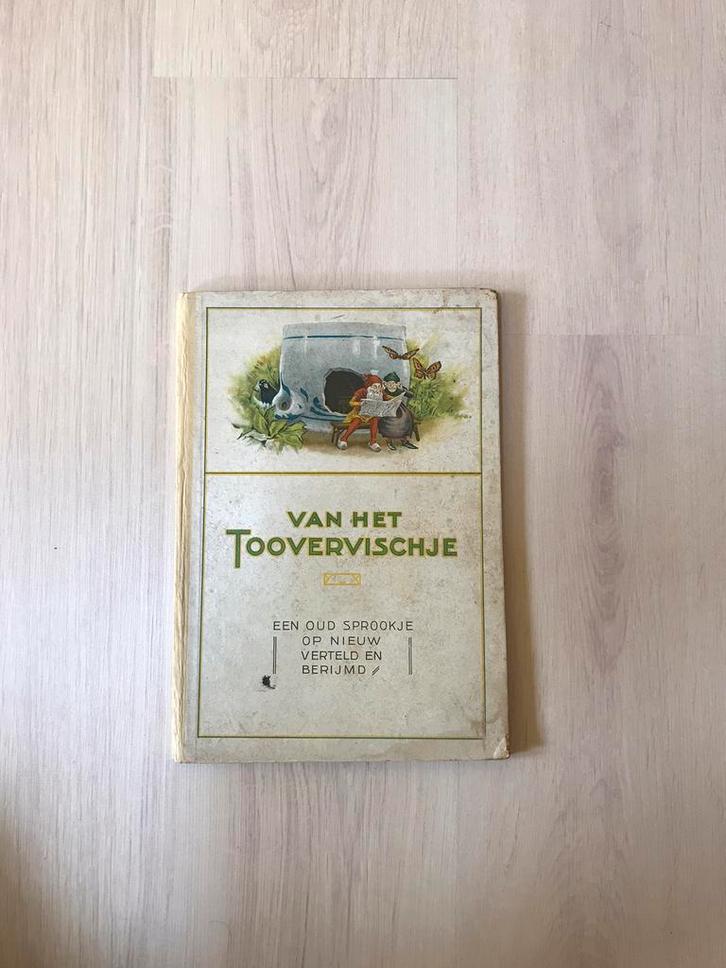 VAN HET
TOOVERVISCHJE
EEN OUD SPROOKJE
OP NIEUW
VERTELD EN
BERIJMD